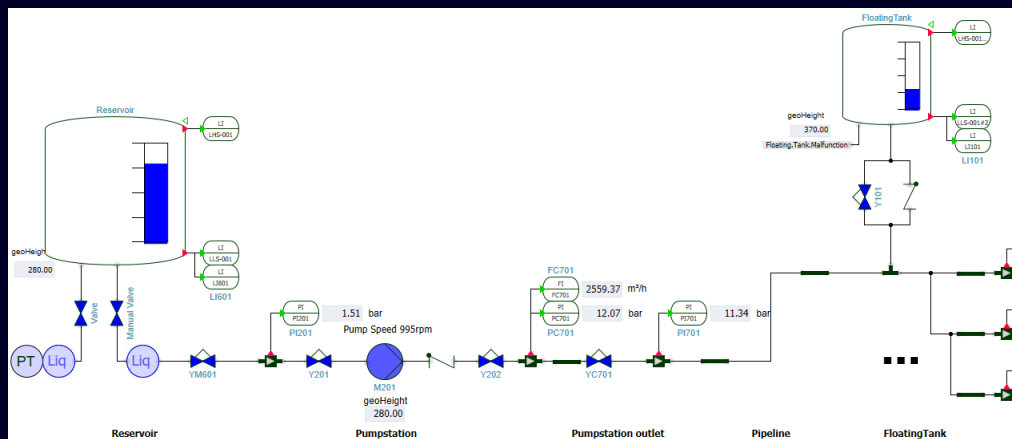 FloatingTank
LI
LHS-001...
geoHeight
370.00
Floating.Tank.Malfunction
LI
LLS-001#2
LI
LI101
LI101
Y101
Reservoir
LI
LHS-001
geoHeight
280.00
LI
LLS-001
LI
LI601
LI601
Valve
Manual Valve
PT
Liq
Liq
YM601
PI
PI201
1.51 bar
PI201
Pump Speed 995rpm
Y201
M201
geoHeight
280.00
Y202
FC701
FI
FC701
2559.37 m³/h
PI
PC701
12.07 bar
PC701
YC701
PI
PI701
11.34 bar
PI701
Reservoir
Pumpstation
Pumpstation outlet
Pipeline
FloatingTank